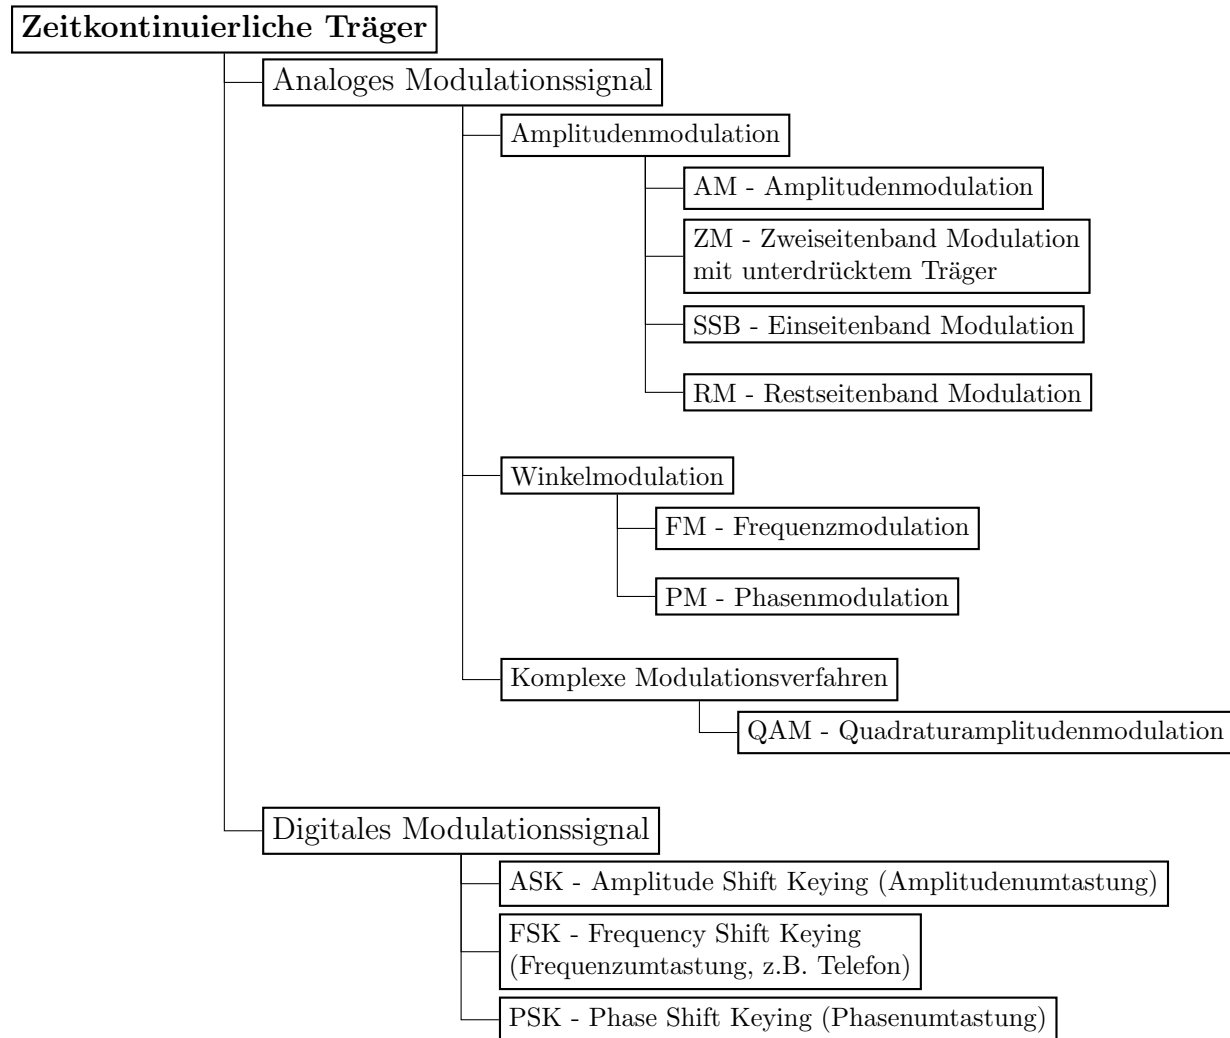 Zeitkontinuierliche Träger
Analoges Modulationssignal
Amplitudenmodulation
AM - Amplitudenmodulation
ZM - Zweiseitenband Modulation
mit unterdrücktem Träger
SSB - Einseitenband Modulation
RM - Restseitenband Modulation
Winkelmodulation
FM - Frequenzmodulation
PM - Phasenmodulation
Komplexe Modulationsverfahren
QAM - Quadraturamplitudenmodulation
Digitales Modulationssignal
ASK - Amplitude Shift Keying (Amplitudenumtastung)
FSK - Frequency Shift Keying
(Frequenzumtastung, z.B. Telefon)
PSK - Phase Shift Keying (Phasenumtastung)